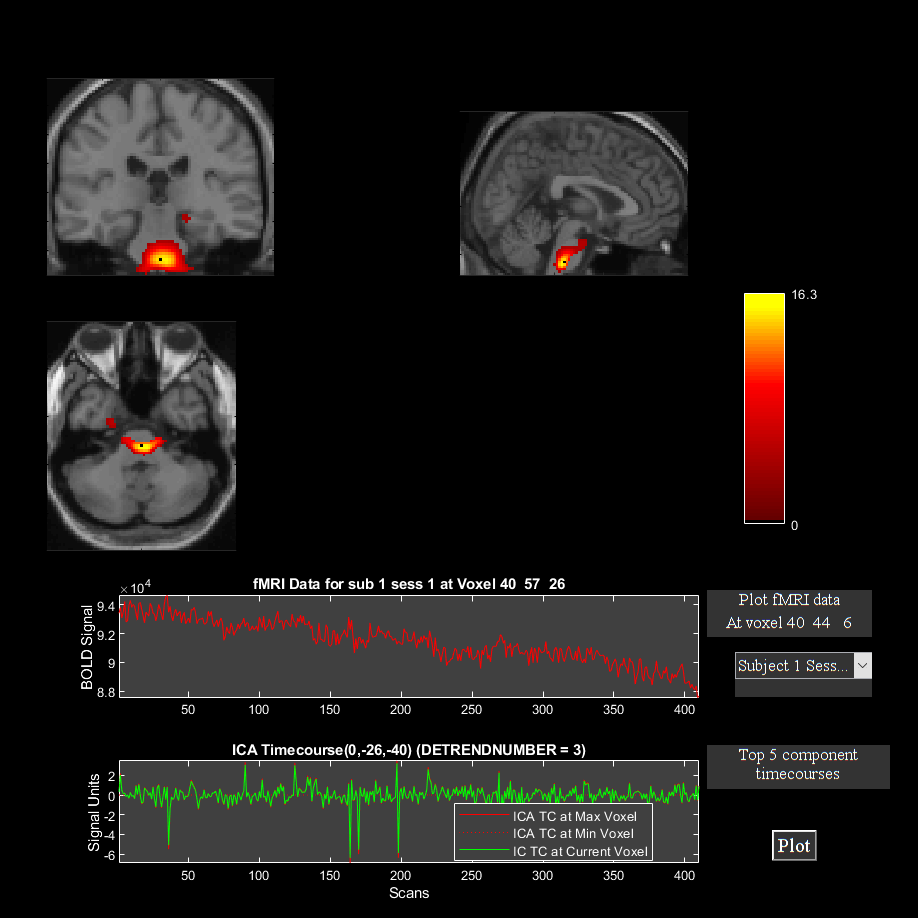 16.3
0
fMRI Data for sub 1 sess 1 at Voxel 40 57 26
×10^4
BOLD Signal
9.4
9.2
9
8.8
50 100 150 200 250 300 350 400
Plot fMRI data
At voxel 40 44 6
Subject 1 Sess...
ICA Timecourse(0,-26,-40) (DETRENDNUMBER = 3)
Signal Units
2
0
-2
-4
-6
ICA TC at Max Voxel
ICA TC at Min Voxel
IC TC at Current Voxel
50 100 150 200 250 300 350 400
Scans
Top 5 component
timecourses
Plot